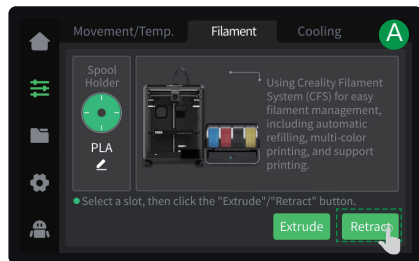 Movement/Temp. Filament Cooling A
Spool
Holder
PLA
Using Creality Filament
System (CFS) for easy
filament management,
including automatic
refilling, multi-color
printing, and support
printing.
Select a slot, then click the "Extrude"/"Retract" button.
Extrude Retract